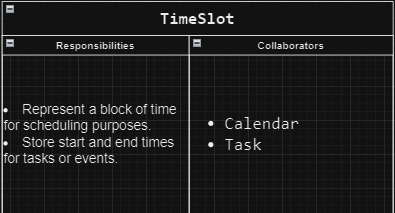 TimeSlot
Responsibilities
Collaborators
• Represent a block of time
for scheduling purposes.
• Store start and end times
for tasks or events.
• Calendar
• Task